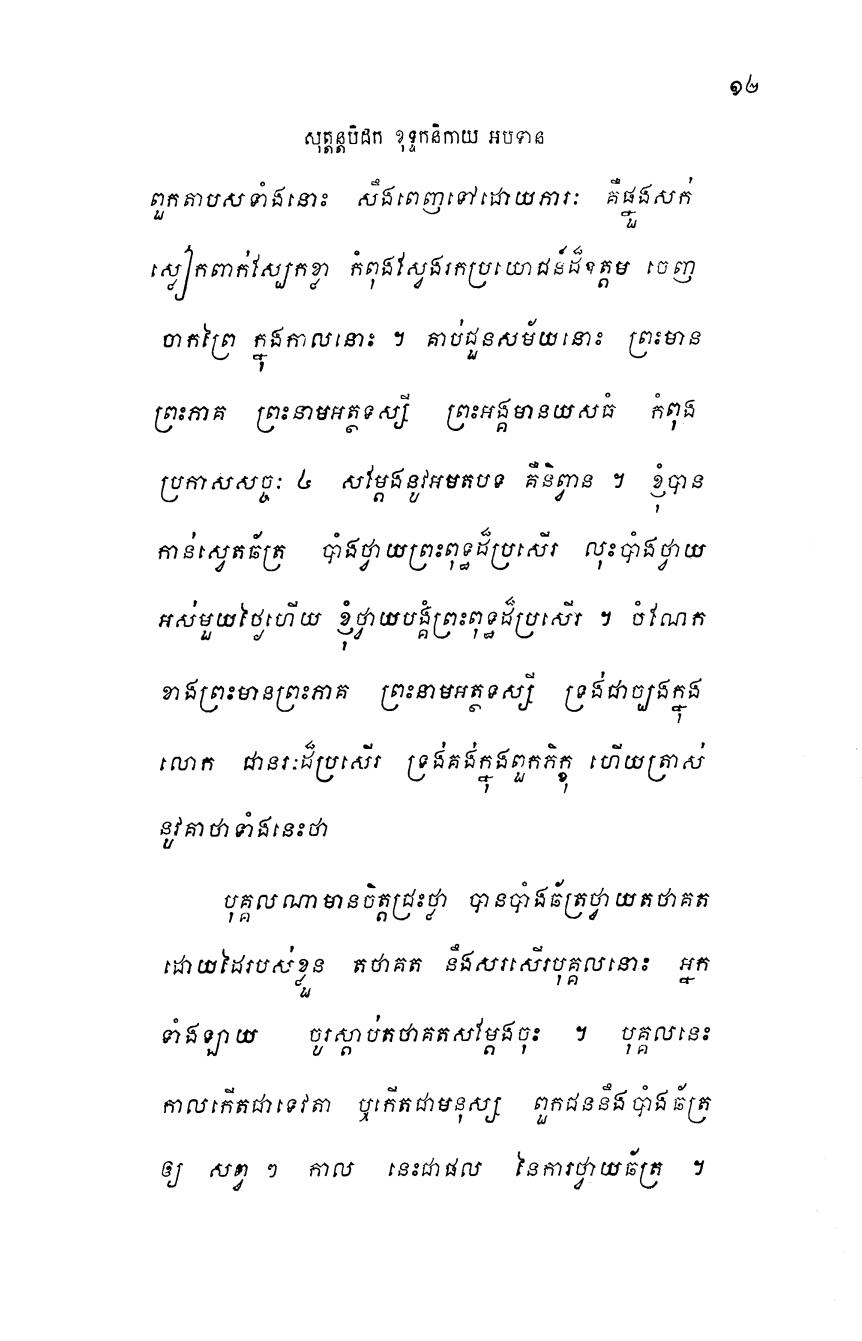 ១២
សុត្តន្តបិដក ខុទ្ទកនិកាយ អបទាន
ពួកតាបសទាំងនោះ សឹងពេញទៅដោយភារៈ គឺផ្នួងសក់
ស្លៀកពាក់ស្បែកខ្លា កំពុងស្វែងរកប្រយោជន៍ដ៏ឧត្តម ចេញ
ចាកព្រៃ ក្នុងកាលនោះ ។ គាប់ជួនសម័យនោះ ព្រះមាន
ព្រះភាគ ព្រះនាមអត្ថទស្សី ព្រះអង្គមានយសធំ កំពុង
ប្រកាសសច្ចៈ ៤ សម្តែងនូវអមតបទ គឺនិព្វាន ។ ខ្ញុំបាន
កាន់ស្វេតច័ត្រ បាំងថ្វាយព្រះពុទ្ធដ៏ប្រសើរ លុះបាំងថ្វាយ
អស់មួយថ្ងៃហើយ ខ្ញុំថ្វាយបង្គំព្រះពុទ្ធដ៏ប្រសើរ ។ ចំណែក
ខាងព្រះមានព្រះភាគ ព្រះនាមអត្ថទស្សី ទ្រង់ជាច្បងក្នុង
លោក ជានរៈដ៏ប្រសើរ ទ្រង់គង់ក្នុងពួកភិក្ខុ ហើយត្រាស់
នូវគាថាទាំងនេះថា
បុគ្គលណាមានចិត្តជ្រះថ្លា បានបាំងច័ត្រថ្វាយតថាគត
ដោយដៃរបស់ខ្លួន តថាគត នឹងសរសើរបុគ្គលនោះ អ្នក
ទាំងឡាយ ចូរស្តាប់តថាគតសម្តែងចុះ ។ បុគ្គលនេះ
កាលកើតជាទេវតា ឬកើតជាមនុស្ស ពួកជននឹងបាំងច័ត្រ
ឲ្យ សព្វ ៗ កាល នេះជាផល នៃការថ្វាយច័ត្រ ។